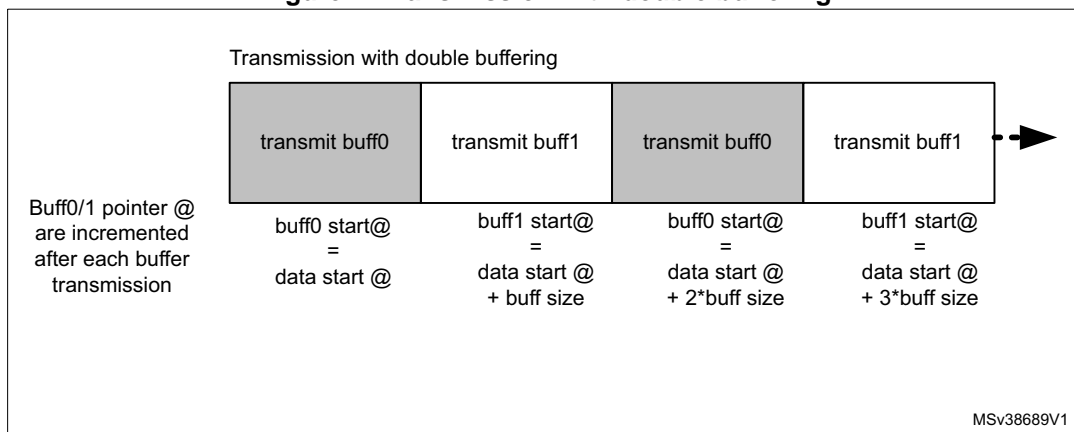 Transmission with double buffering
transmit buff0
transmit buff1
transmit buff0
transmit buff1
Buff0/1 pointer @
are incremented
after each buffer
transmission
buff0 start@
=
data start @
buff1 start@
=
data start @
+ buff size
buff0 start@
=
data start @
+ 2*buff size
buff1 start@
=
data start @
+ 3*buff size
MSv38689V1